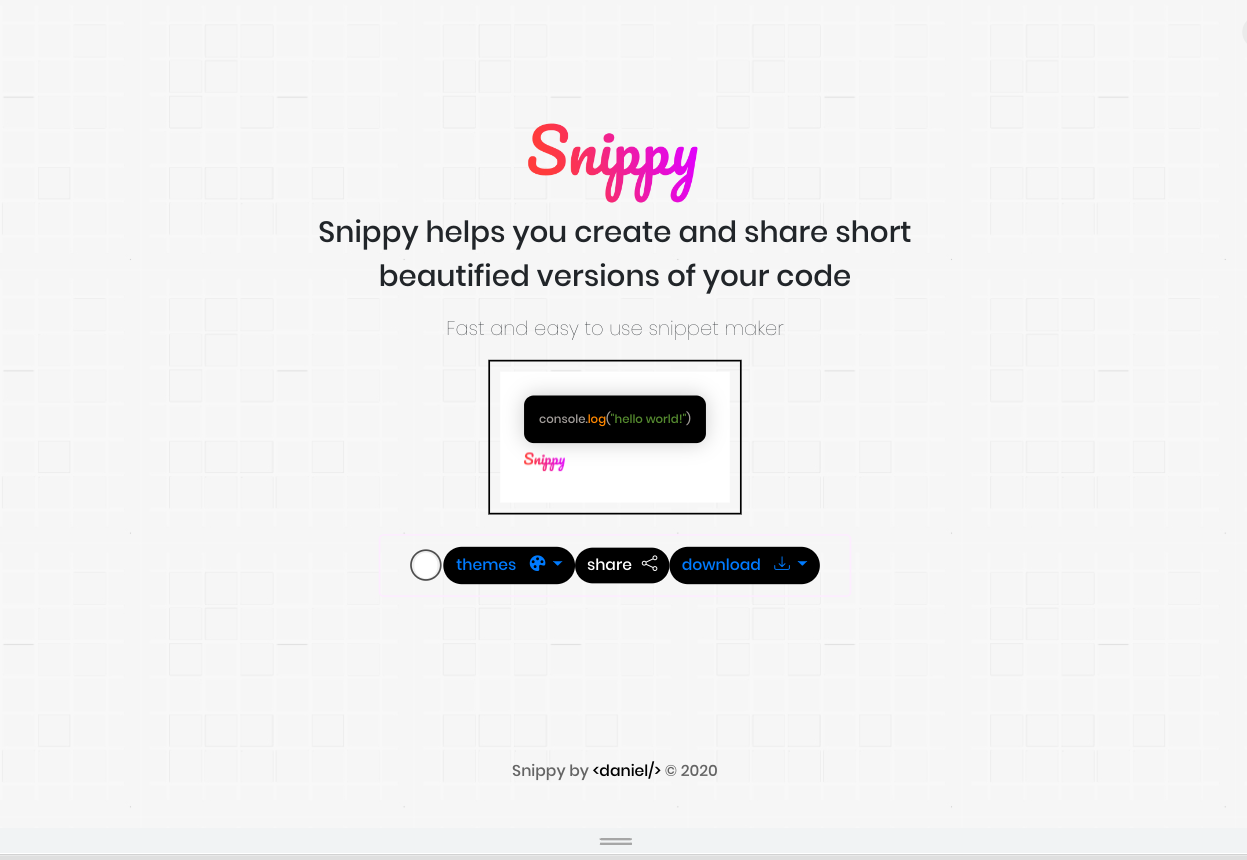 Snippy
Snippy helps you create and share short
beautified versions of your code
Fast and easy to use snippet maker
console.log("hello world!")
Snippy
themes share download
Snippy by <daniel/> © 2020